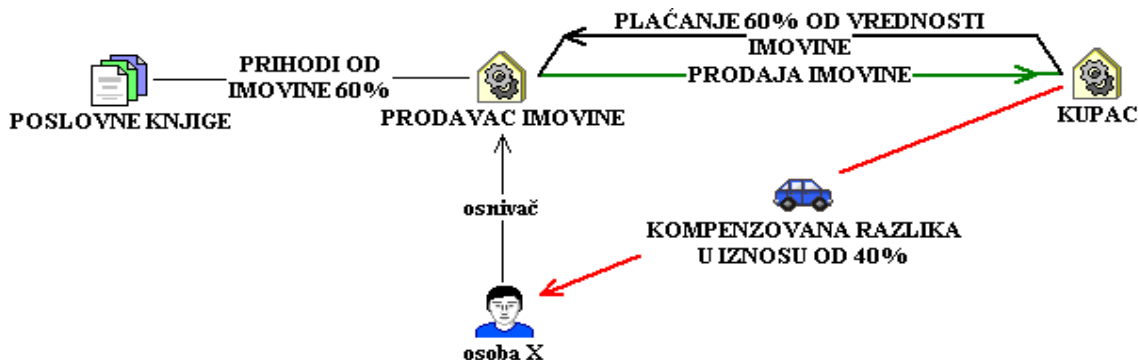 PLAĆANJE 60% OD VREDNOSTI
IMOVINE
PRIHODI OD
IMOVINE 60%
PRODAJA IMOVINE
POSLOVNE KNJIGE
PRODAVAC IMOVINE
KUPAC
osnivač
KOMPENZOVANA RAZLIKA
U IZNOSU OD 40%
osoba X